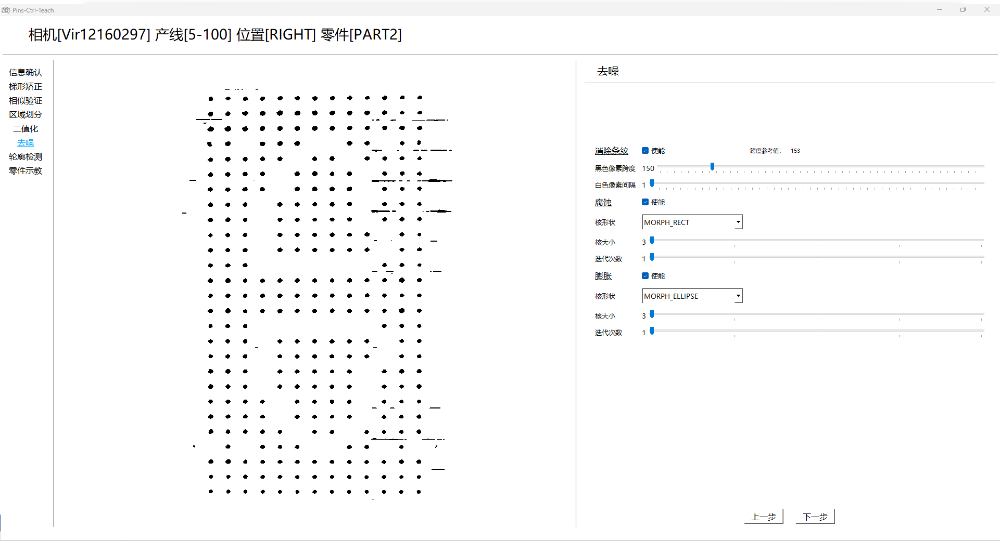 Pins-Ctrl-Teach
相机[Vir12160297] 产线[5-100] 位置[RIGHT] 零件[PART2]
信息确认
梯形矫正
相似验证
区域划分
二值化
去噪
轮廓检测
零件示教
去噪
消除条纹 使能 跨度参考值: 153
黑色像素跨度 150
白色像素间隔 1
腐蚀 使能
核形状 MORPH_RECT
核大小 3
迭代次数 1
膨胀 使能
核形状 MORPH_ELLIPSE
核大小 3
迭代次数 1
上一步 下一步